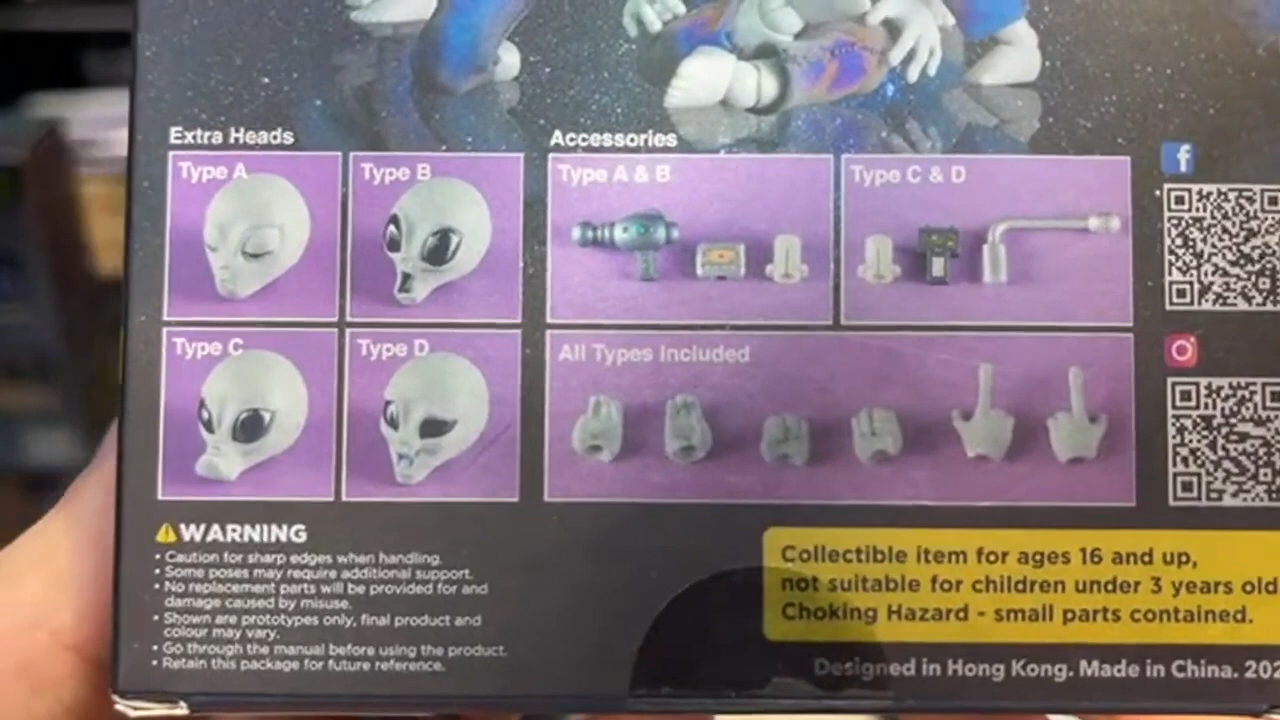 Extra Heads
Accessories
Type A
Type B
Type A & B
Type C & D
Type C
Type D
All Types Included
WARNING
• Caution for sharp edges when handling.
• Some poses may require additional support.
• No replacement parts will be provided for and
damage caused by misuse.
• Shown are prototypes only, final product and
colour may vary.
• Go through the manual before using the product.
• Retain this package for future reference.
Collectible item for ages 16 and up,
not suitable for children under 3 years old
Choking Hazard - small parts contained.
Designed in Hong Kong. Made in China. 202